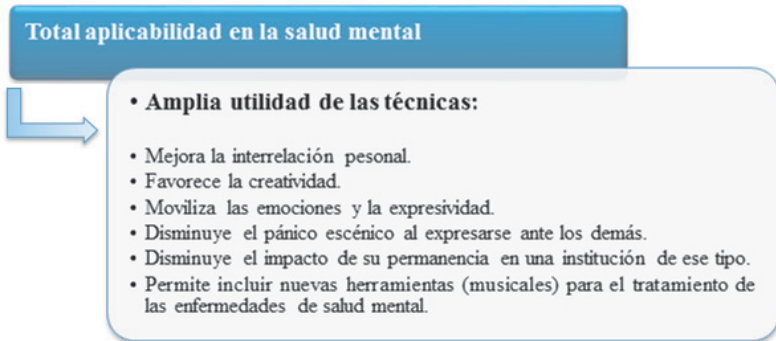 Total aplicabilidad en la salud mental
• Amplia utilidad de las técnicas:
• Mejora la interrelación pesonal.
• Favorece la creatividad.
• Moviliza las emociones y la expresividad.
• Disminuye el pánico escénico al expresarse ante los demás.
• Disminuye el impacto de su permanencia en una institución de ese tipo.
• Permite incluir nuevas herramientas (musicales) para el tratamiento de
las enfermedades de salud mental.